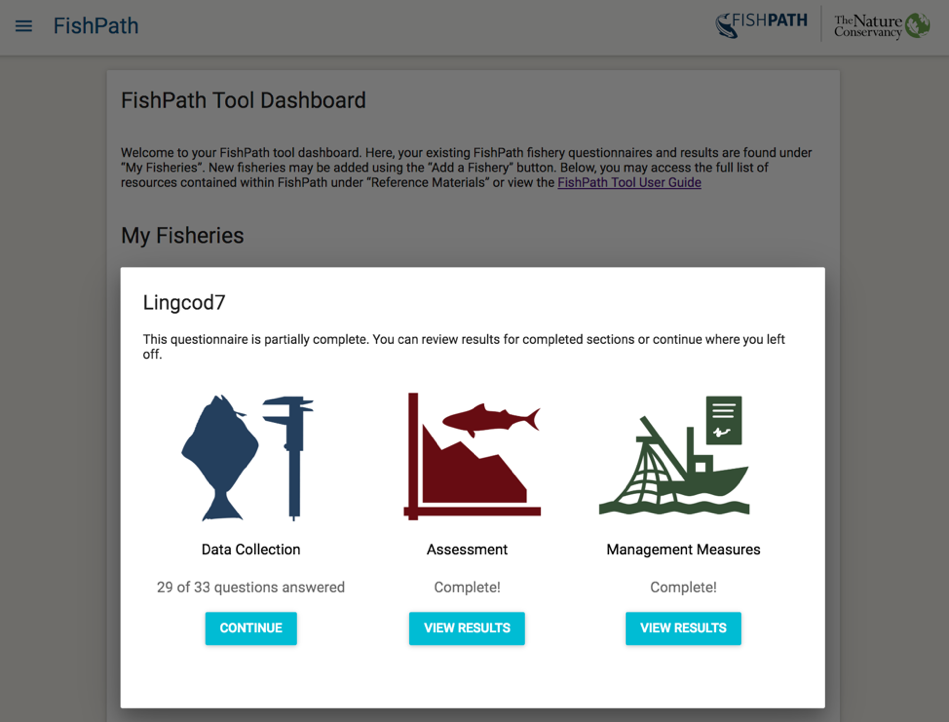 FishPath
FISHPATH
The Nature
Conservancy
FishPath Tool Dashboard
Welcome to your FishPath tool dashboard. Here, your existing FishPath fishery questionnaires and results are found under
“My Fisheries”. New fisheries may be added using the “Add a Fishery” button. Below, you may access the full list of
resources contained within FishPath under “Reference Materials” or view the FishPath Tool User Guide
My Fisheries
Lingcod7
This questionnaire is partially complete. You can review results for completed sections or continue where you left
off.
Data Collection
Assessment
Management Measures
29 of 33 questions answered
Complete!
Complete!
CONTINUE
VIEW RESULTS
VIEW RESULTS